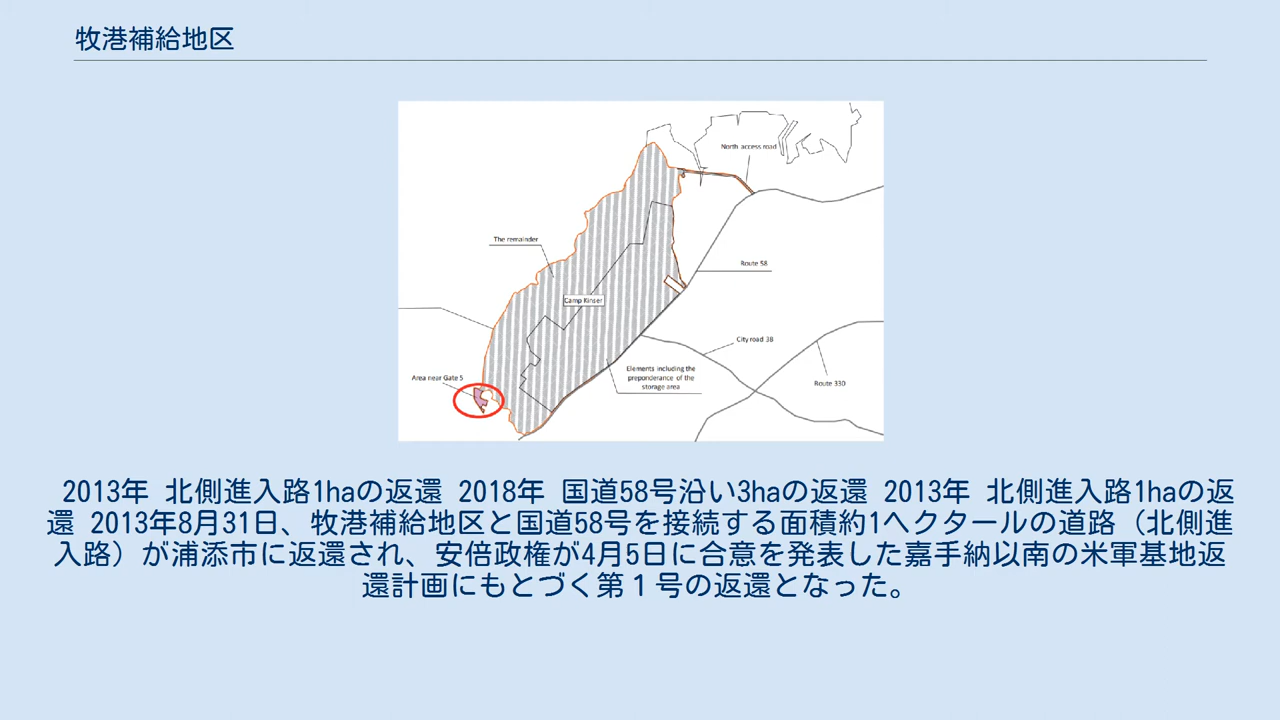 牧港補給地区
North access road
The remainder
Route 58
Camp Kinser
City road 38
Area near Gate 5
Elements including the
preponderance of the
storage area
Route 330
2013年 北側進入路1haの返還 2018年 国道58号沿い3haの返還 2013年 北側進入路1haの返
還 2013年8月31日、牧港補給地区と国道58号を接続する面積約1ヘクタールの道路（北側進
入路）が浦添市に返還され、安倍政権が4月5日に合意を発表した嘉手納以南の米軍基地返
還計画にもとづく第１号の返還となった。